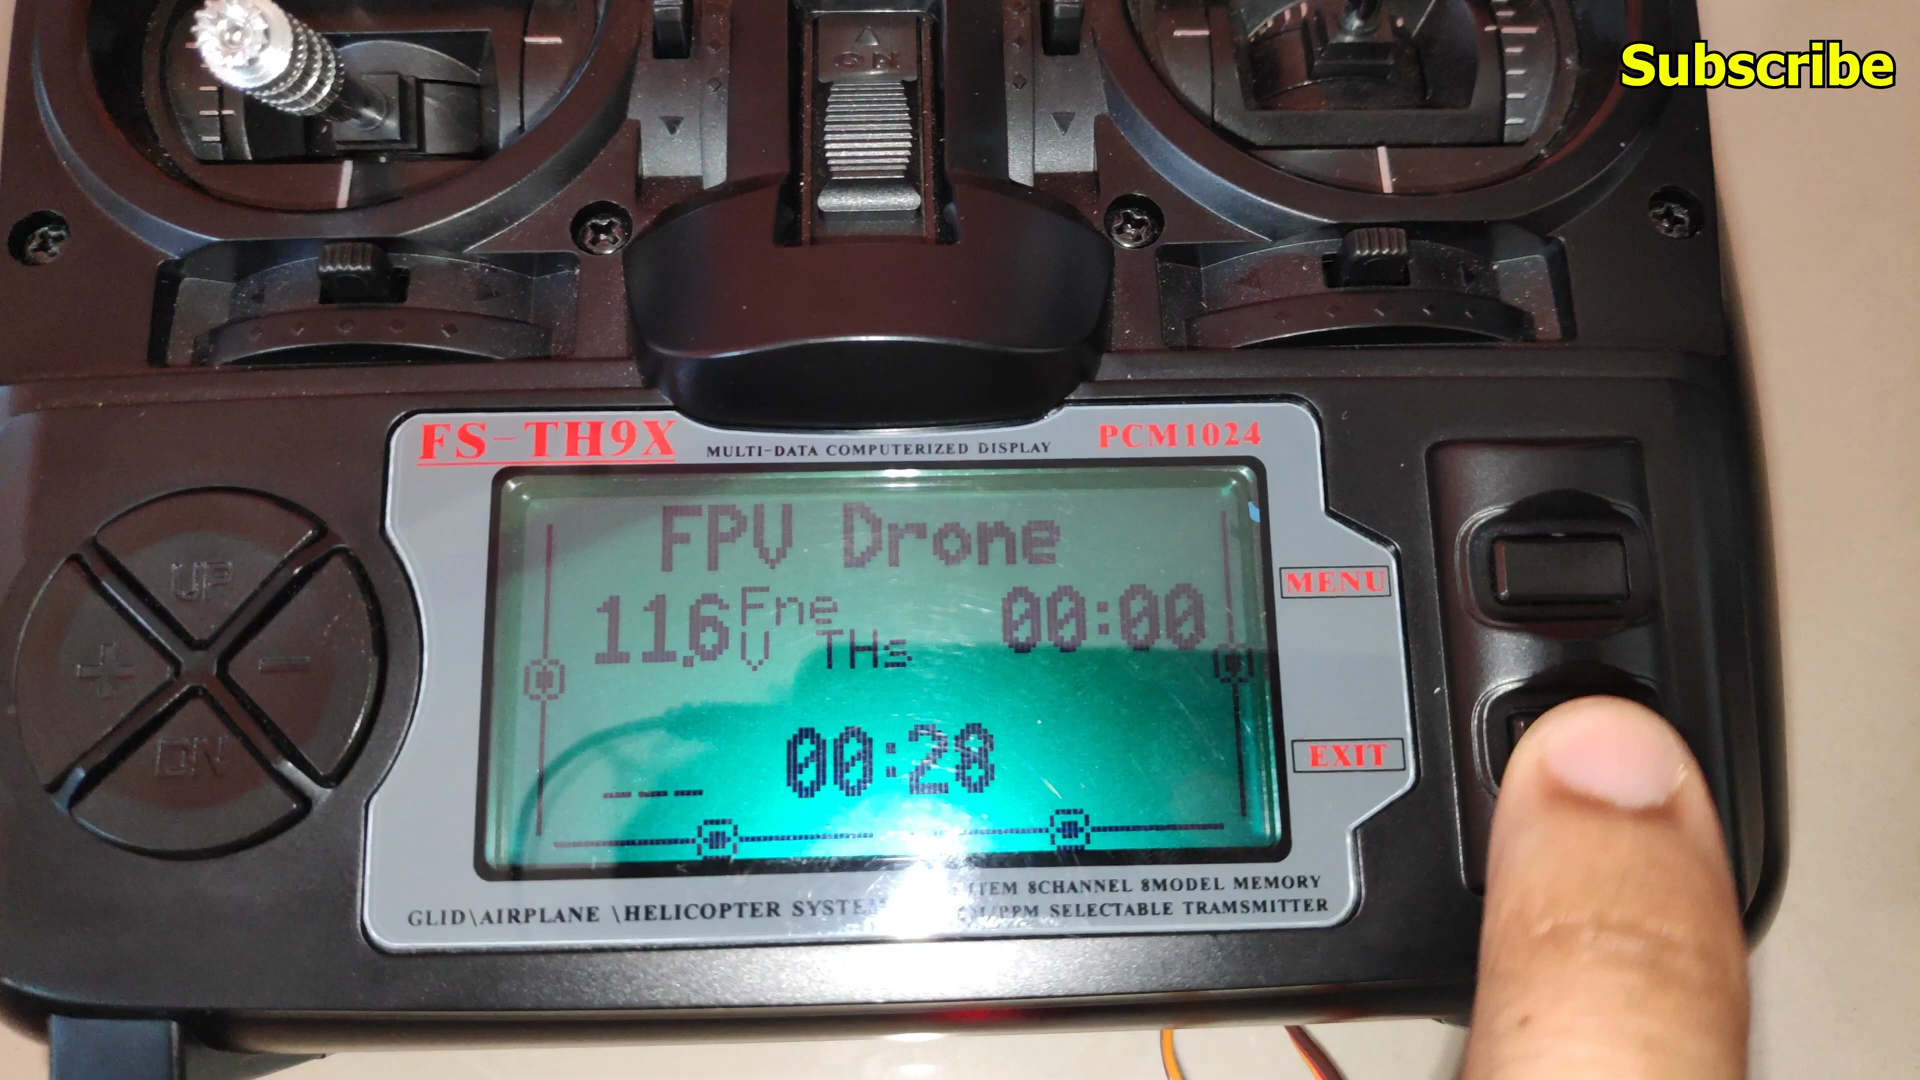 Subscribe
ON
FS-TH9X MULTI-DATA COMPUTERIZED DISPLAY PCM1024
FPV Drone
11.6 Fne
V THs 00:00
00:28
UP
+ -
DN
MENU
EXIT
ITEM 8CHANNEL 8MODEL MEMORY
GLID\AIRPLANE \HELICOPTER /PPM SELECTABLE TRAMSMITTER